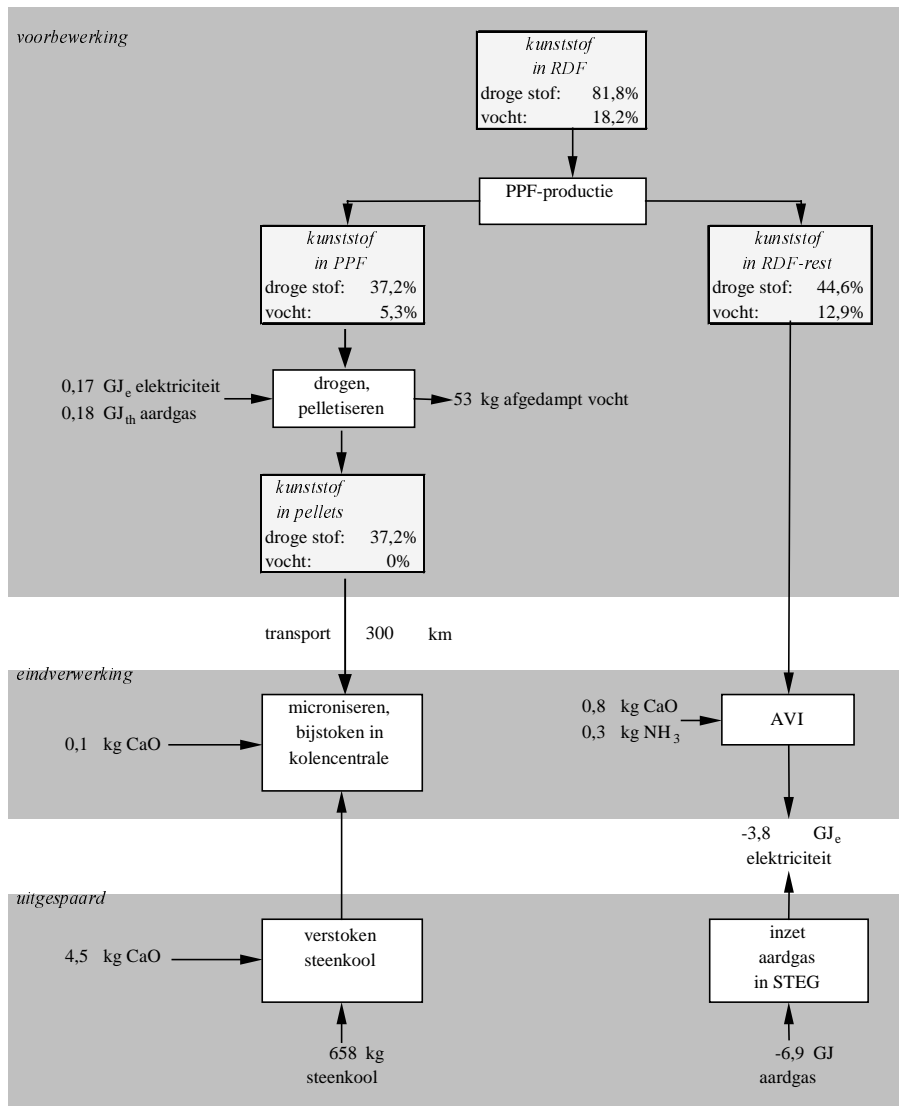 voorbewerking
kunststof
in RDF
droge stof: 81,8%
vocht: 18,2%
PPF-productie
kunststof
in PPF
droge stof: 37,2%
vocht: 5,3%
kunststof
in RDF-rest
droge stof: 44,6%
vocht: 12,9%
0,17 GJe elektriciteit
0,18 GJth aardgas
drogen,
pelletiseren
53 kg afgedampt vocht
kunststof
in pellets
droge stof: 37,2%
vocht: 0%
transport 300 km
eindverwerking
0,1 kg CaO
microniseren,
bijstoken in
kolencentrale
0,8 kg CaO
0,3 kg NH3
AVI
-3,8 GJe
elektriciteit
uitgespaard
4,5 kg CaO
verstoken
steenkool
658 kg
steenkool
inzet
aardgas
in STEG
-6,9 GJ
aardgas